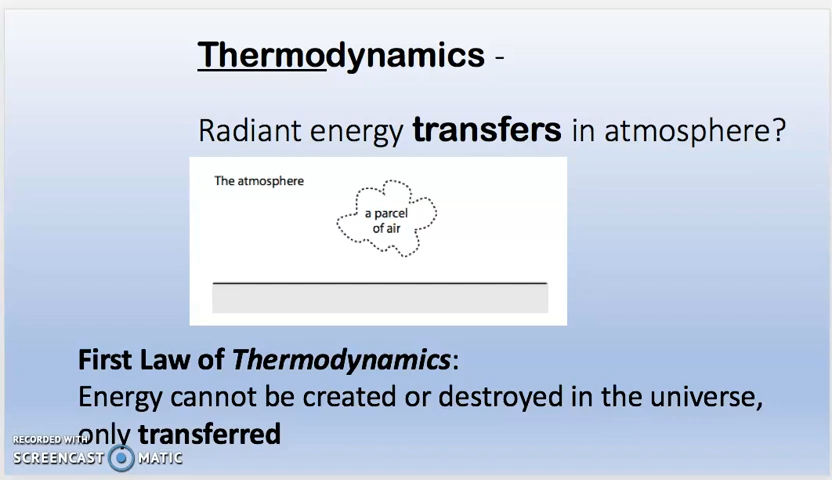 Thermodynamics -
Radiant energy transfers in atmosphere?
The atmosphere
a parcel
of air
First Law of Thermodynamics:
Energy cannot be created or destroyed in the universe,
only transferred
RECORDED WITH
SCREENCAST MATIC